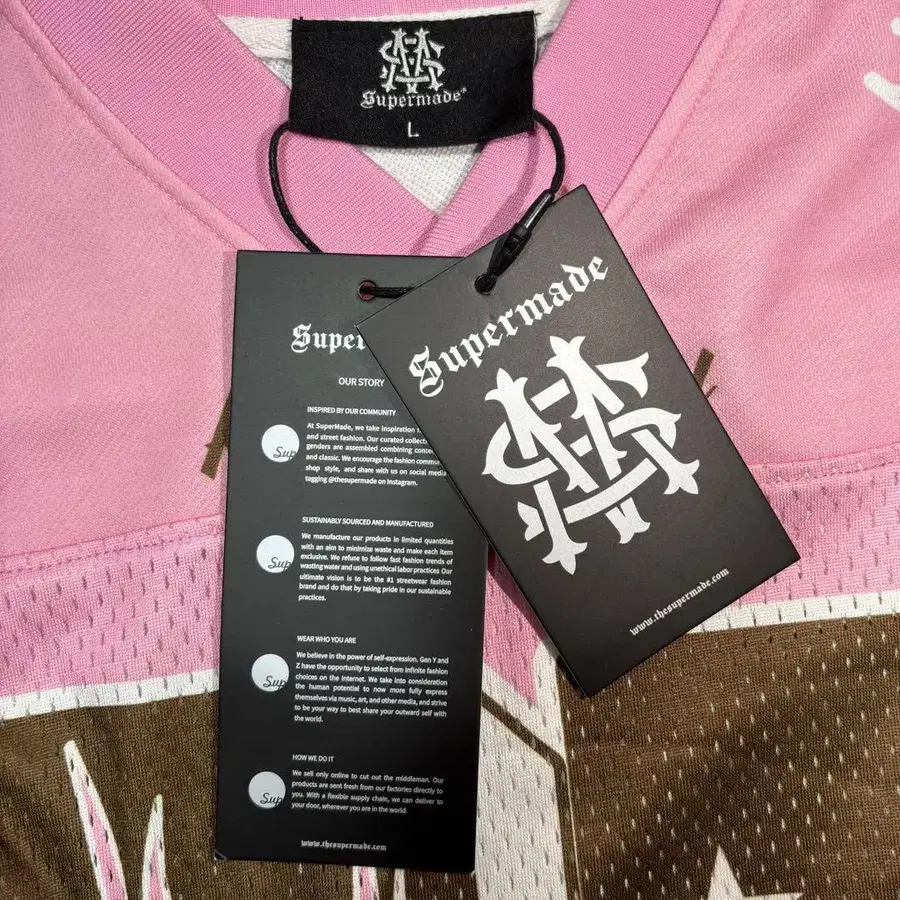 Supermade*
L
OUR STORY
INSPIRED BY OUR COMMUNITY
At SuperMade, we take inspiration
and street fashion. Our curated
genders are assembled combining
and classic. We encourage the fashion
shop style, and share with us on social media
tagging @thesupermade on Instagram.
Sup
SUSTAINABLY SOURCED AND MANUFACTURED
We manufacture our products in limited quantities
with an aim to minimize waste and make each item
exclusive. We refuse to follow fast fashion trends of
wasting water and using unethical labor practices Our
ultimate vision is to be the #1 streetwear fashion
brand and do that by taking pride in our sustainable
practices.
Sup
WEAR WHO YOU ARE
We believe in the power of self-expression. Gen Y and
Z have the opportunity to select from infinite fashion
choices on the Internet. We take into consideration
the human potential to now more fully express
themselves via music, art, and other media, and strive
to be your way to best share your outward self with
the world.
Sup
HOW WE DO IT
We sell only online to cut out the middleman. Our
products are sent fresh from our factories directly to
you. With a flexible supply chain, we can deliver to
your door, wherever you are in the world.
Sup
www.thesupermade.com
Supermade
www.thesupermade.com